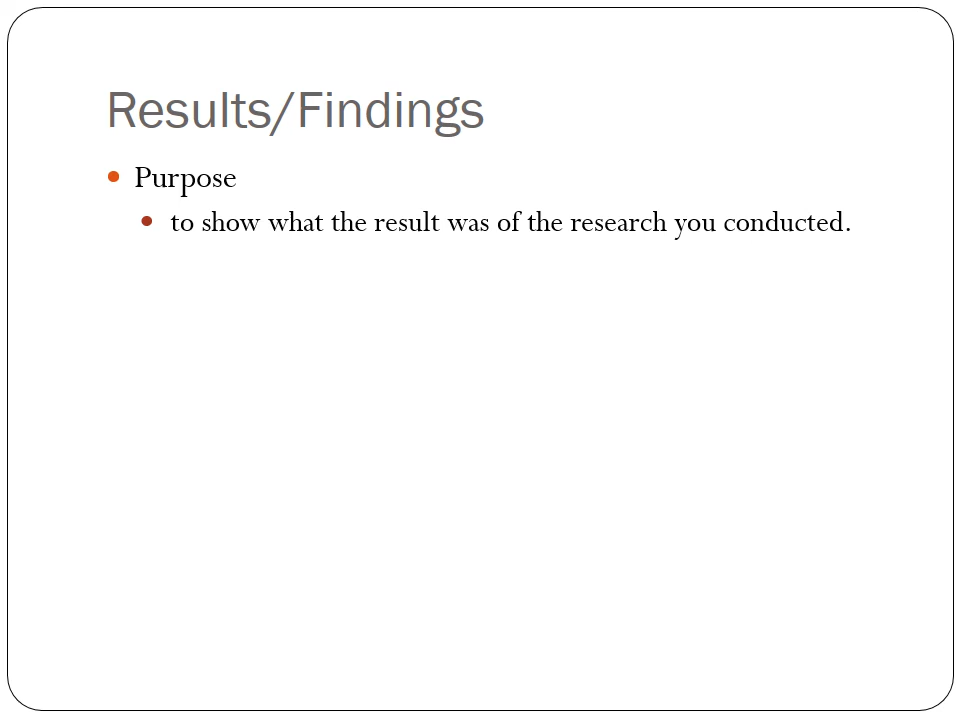 Results/Findings
Purpose
to show what the result was of the research you conducted.